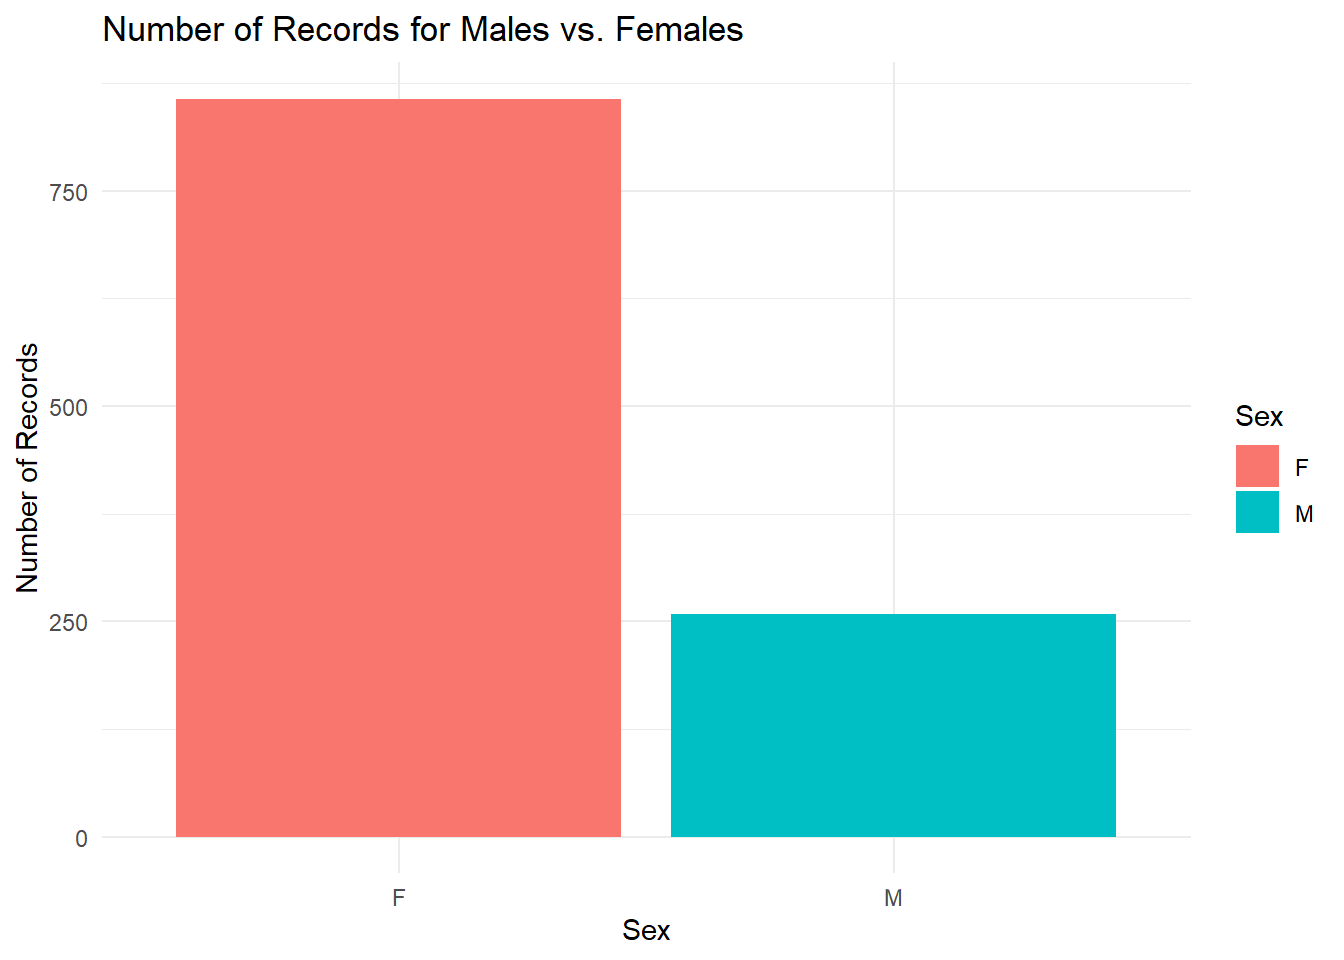 Number of Records for Males vs. Females
Number of Records
750
500
250
0
F
M
Sex
Sex
F
M